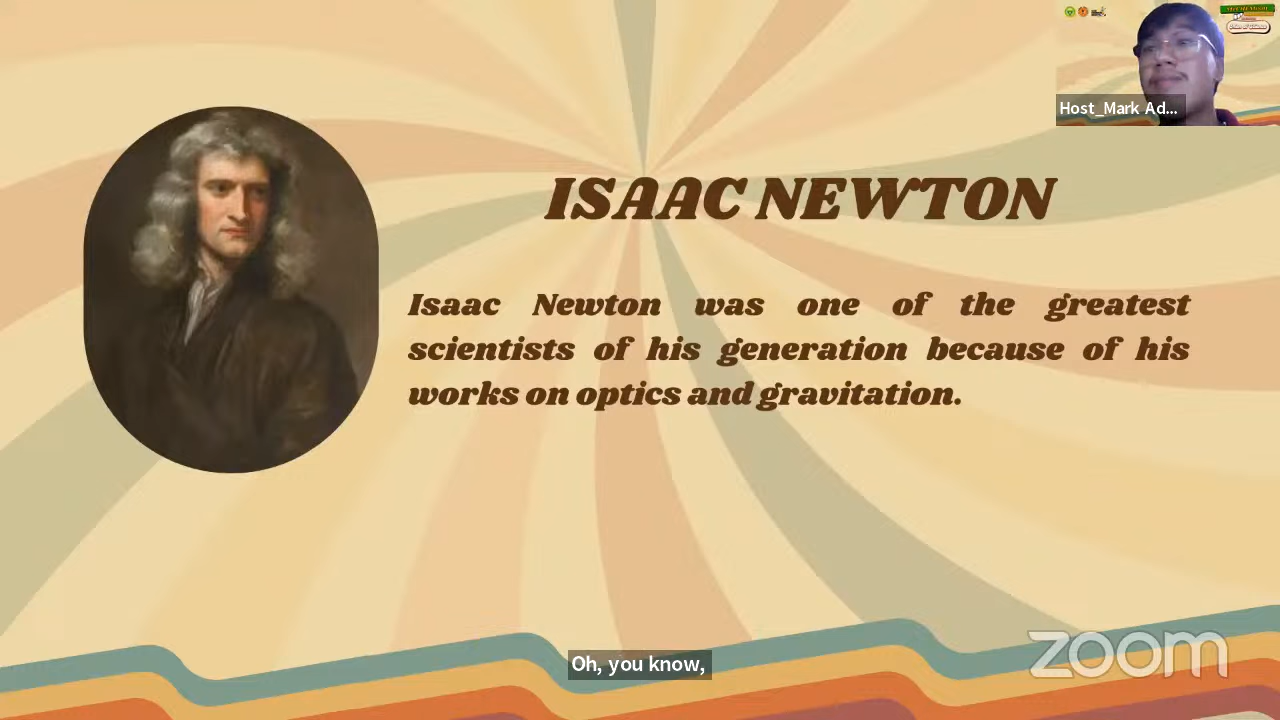 Host_Mark Ad...
ISAAC NEWTON
Isaac Newton was one of the greatest
scientists of his generation because of his
works on optics and gravitation.
Oh, you know,
zoom